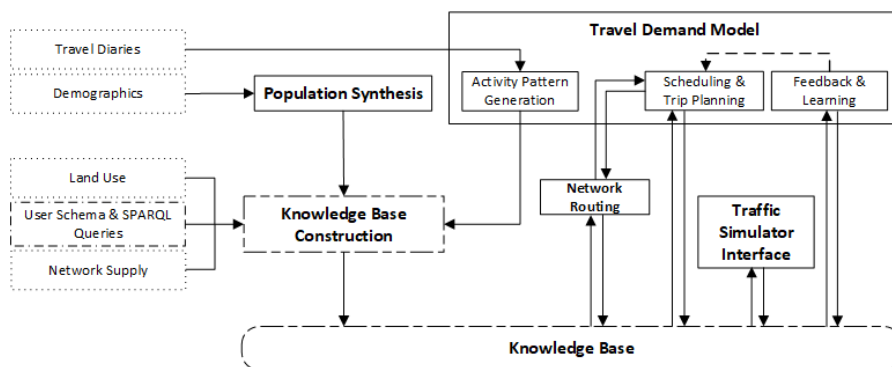 Travel Demand Model
Travel Diaries
Demographics
Population Synthesis
Activity Pattern
Generation
Scheduling &
Trip Planning
Feedback &
Learning
Land Use
User Schema & SPARQL
Queries
Network Supply
Knowledge Base
Construction
Network
Routing
Traffic
Simulator
Interface
Knowledge Base